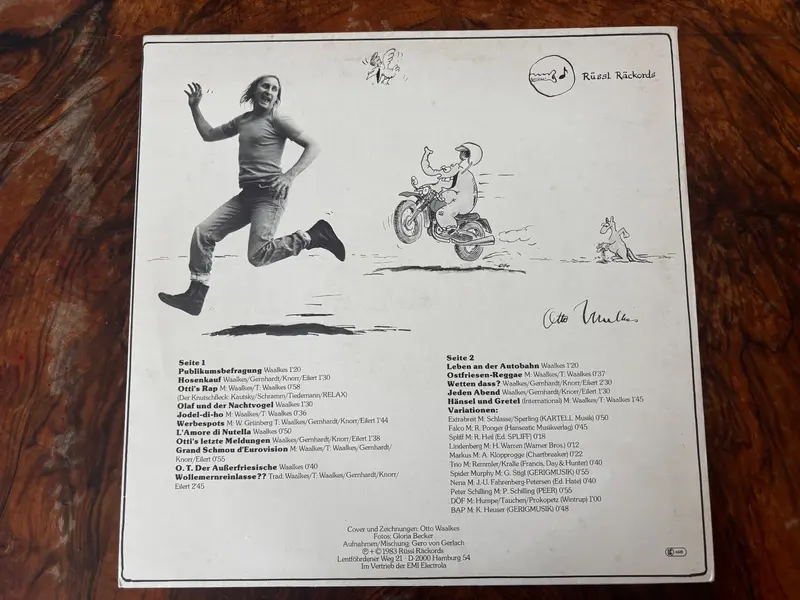 Rüssl Räckords
Otto Waalkes
Seite 1
Publikumsbefragung Waalkes 1'20
Hosenkauf Waalkes/Gernhardt/Knorr/Eilert 1'30
Otti's Rap M: Waalkes/T: Waalkes 0'58
(Der Knutschfleck: Kautsky/Schramm/Tiedemann/RELAX)
Olaf und der Nachtvogel Waalkes 1'30
Jodel-di-ho M: Waalkes/T: Waalkes 0'36
Werbespots M: W. Grünberg T: Waalkes/Gernhardt/Knorr/Eilert 1'44
L'Amore di Nutella Waalkes 0'50
Otti's letzte Meldungen Waalkes/Gernhardt/Knorr/Eilert 1'38
Grand Schmou d'Eurovision M: Waalkes/T: Waalkes/Gernhardt/
Knorr/Eilert 0'55
O. T. Der Außerfriesische Waalkes 0'40
Wollemernreinlasse?? Trad. Waalkes/T: Waalkes/Gernhardt/Knorr/
Eilert 2'45
Seite 2
Leben an der Autobahn Waalkes 1'20
Ostfriesen-Reggae M: Waalkes/T: Waalkes 0'37
Wetten dass? Waalkes/Gernhardt/Knorr/Eilert 2'30
Jeden Abend Waalkes/Gernhardt/Knorr/Eilert 1'30
Hänsel und Gretel (International) M: Waalkes/T: Waalkes 1'45
Variationen:
Extrabreit M: Schlasse/Sperling (KARTELL Musik) 0'50
Falco M: R. Ponger (Hanseatic Musikverlag) 0'45
Spliff M: R. Heil (Ed. SPLIFF) 0'18
Lindenberg M: H. Warren (Warner Bros.) 0'12
Markus M: A. Klopprogge (Chartbreaker) 0'22
Trio M: Remmler/Kralle (Francis, Day & Hunter) 0'40
Spider Murphy M: G. Stigl (GERIGMUSIK) 0'55
Nena M: J.-U. Fahrenberg-Petersen (Ed. Hate) 0'40
Peter Schilling M: P. Schilling (PEER) 0'55
DÖF M: Humpe/Tauchen/Prokopetz (Wintrup) 1'00
BAP M: K. Heuser (GERIGMUSIK) 0'48
Cover und Zeichnungen: Otto Waalkes
Fotos: Gloria Becker
Aufnahmen/Mischung: Gero von Gerlach
Ⓟ + © 1983 Rüssl Räckords
Lentföhrdener Weg 21 · D-2000 Hamburg 54
Im Vertrieb der EMI Electrola